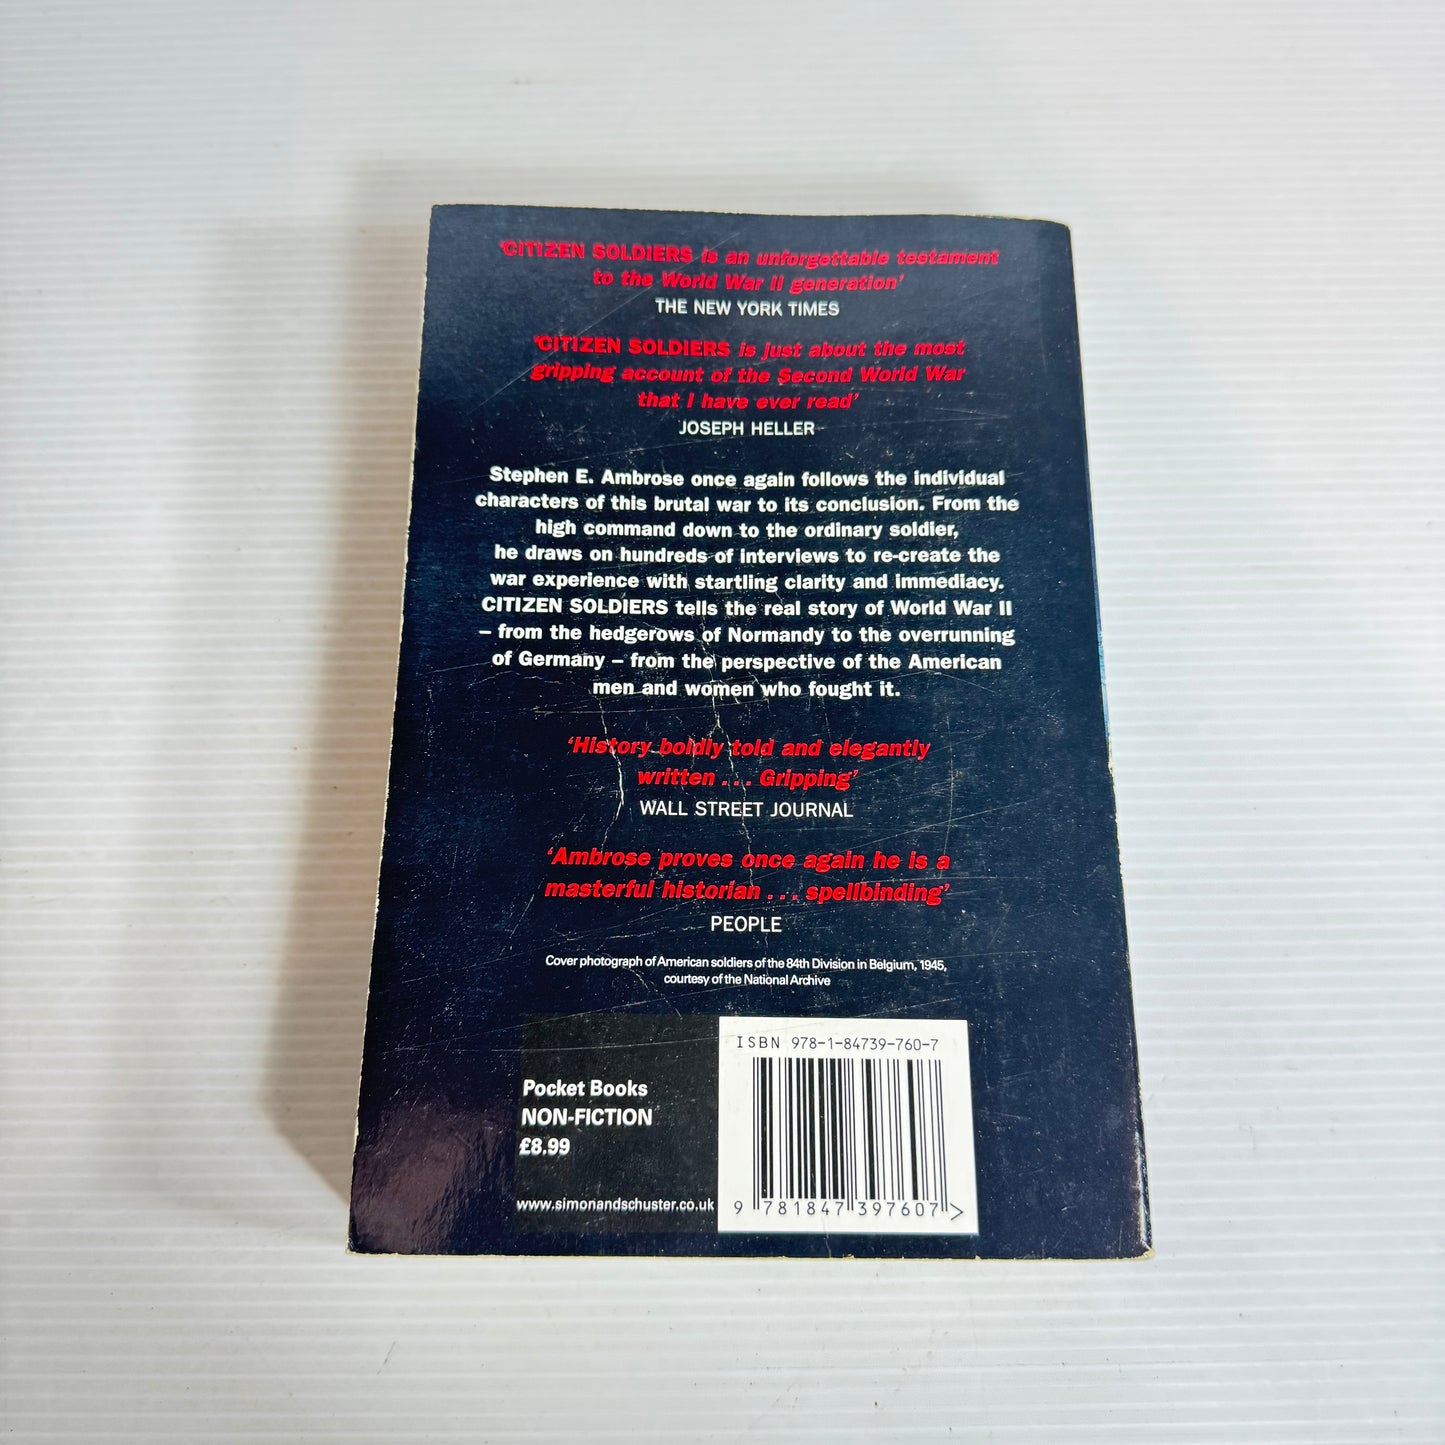 ‘CITIZEN SOLDIERS is an unforgettable testament
to the World War II generation’
THE NEW YORK TIMES
‘CITIZEN SOLDIERS is just about the most
gripping account of the Second World War
that I have ever read’
JOSEPH HELLER
Stephen E. Ambrose once again follows the individual
characters of this brutal war to its conclusion. From the
high command down to the ordinary soldier,
he draws on hundreds of interviews to re-create the
war experience with startling clarity and immediacy.
CITIZEN SOLDIERS tells the real story of World War II
– from the hedgerows of Normandy to the overrunning
of Germany – from the perspective of the American
men and women who fought it.
‘History boldly told and elegantly
written . . . Gripping’
WALL STREET JOURNAL
‘Ambrose proves once again he is a
masterful historian . . . spellbinding’
PEOPLE
Cover photograph of American soldiers of the 84th Division in Belgium, 1945,
courtesy of the National Archive
ISBN 978-1-84739-760-7
Pocket Books
NON-FICTION
£8.99
www.simonandschuster.co.uk
9 781847 397607 >